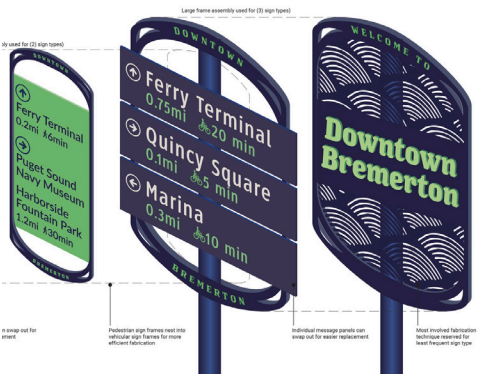 Large frame assembly used for (3) sign types)
used for (2) sign types)
DOWNTOWN
Ferry Terminal
0.2mi 6min
Puget Sound
Navy Museum
Harborside
Fountain Park
1.2mi 30min
BREMERTON
DOWNTOWN
Ferry Terminal
0.75mi 20 min
Quincy Square
0.1mi 5 min
Marina
0.3mi 10 min
BREMERTON
WELCOME TO
Downtown
Bremerton
swap out for
Pedestrian sign frames nest into
vehicular sign frames for more
efficient fabrication
Individual message panels can
swap out for easier replacement
Most involved fabrication
technique reserved for
least frequent sign type